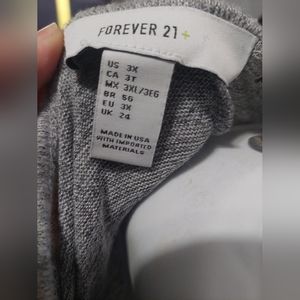 FOREVER 21+
US 3X
CA 3T
MX 3XL/3EG
BR 56
EU 3X
UK 24
MADE IN USA
WITH IMPORTED
MATERIALS